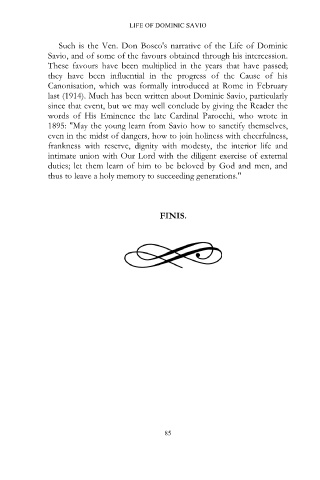 LIFE OF DOMINIC SAVIO
Such is the Ven. Don Bosco's narrative of the Life of Dominic
Savio, and of some of the favours obtained through his intercession.
These favours have been multiplied in the years that have passed;
they have been influential in the progress of the Cause of his
Canonisation, which was formally introduced at Rome in February
last (1914). Much has been written about Dominic Savio, particularly
since that event, but we may well conclude by giving the Reader the
words of His Eminence the late Cardinal Parocchi, who wrote in
1895: "May the young learn from Savio how to sanctify themselves,
even in the midst of dangers, how to join holiness with cheerfulness,
frankness with reserve, dignity with modesty, the interior life and
intimate union with Our Lord with the diligent exercise of external
duties; let them learn of him to be beloved by God and men, and
thus to leave a holy memory to succeeding generations."
FINIS.
85